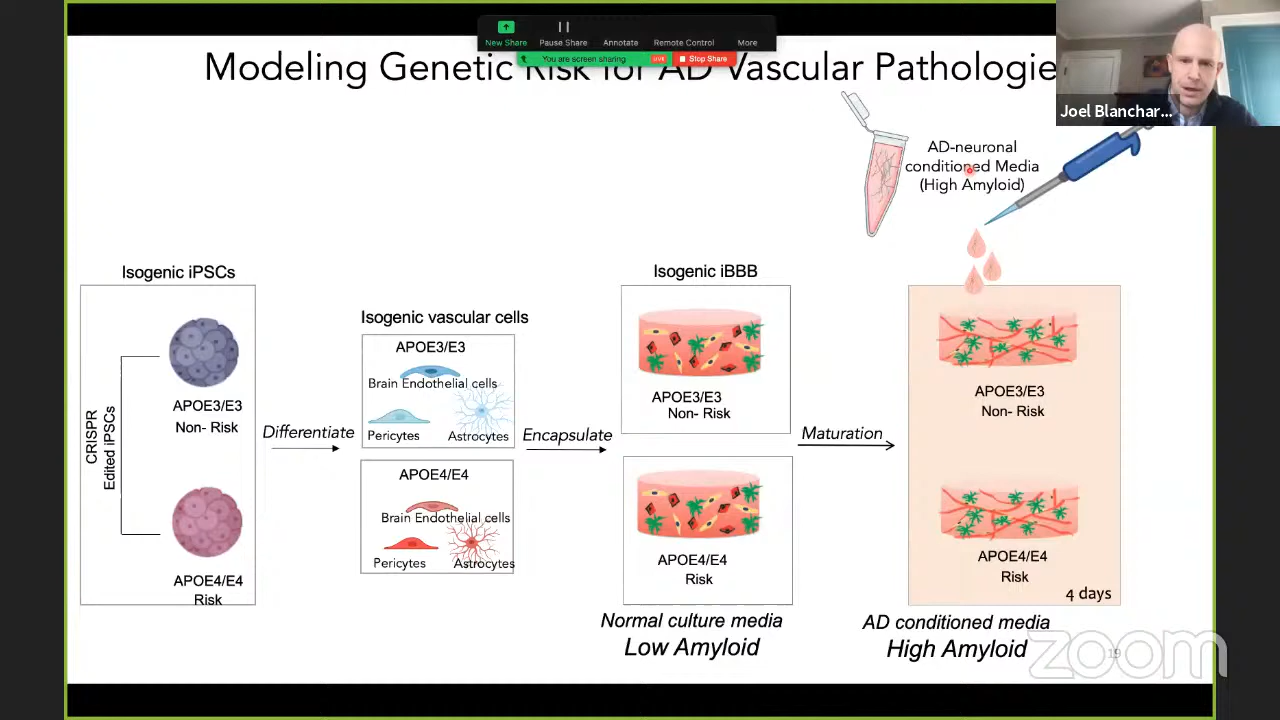 New Share
Pause Share
Annotate
Remote Control
More
You are screen sharing
LIVE
Stop Share
Modeling Genetic Risk for AD Vascular Pathologie
Joel Blanchar...
AD-neuronal
conditioned Media
(High Amyloid)
Isogenic iPSCs
CRISPR
Edited iPSCs
APOE3/E3
Non- Risk
APOE4/E4
Risk
Differentiate
Isogenic vascular cells
APOE3/E3
Brain Endothelial cells
Pericytes
Astrocytes
APOE4/E4
Brain Endothelial cells
Pericytes
Astrocytes
Encapsulate
Isogenic iBBB
APOE3/E3
Non- Risk
APOE4/E4
Risk
Normal culture media
Low Amyloid
Maturation
APOE3/E3
Non- Risk
APOE4/E4
Risk
4 days
AD conditioned media
High Amyloid
19
zoom